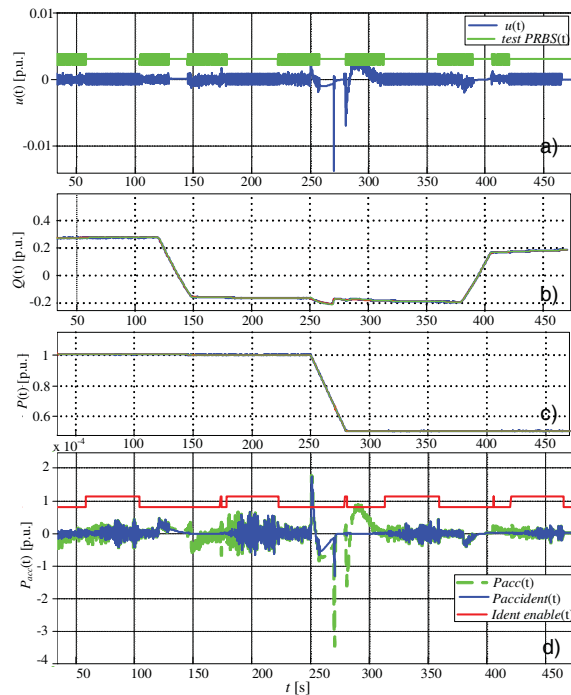 0.01
u(t)
test PRBS(t)
u(t) [p.u.]
0
-0.01
a)
50 100 150 200 250 300 350 400 450
0.4
0.2
Q(t) [p.u.]
0
-0.2
b)
50 100 150 200 250 300 350 400 450
1
P(t) [p.u.]
0.8
0.6
c)
x 10-4
50 100 150 200 250 300 350 400 450
2
1
0
Pacc(t) [p.u.]
-1
Pacc(t)
-2
Paccident(t)
Ident enable(t)
-3
d)
-4
50 100 150 200 250 300 350 400 450
t [s]